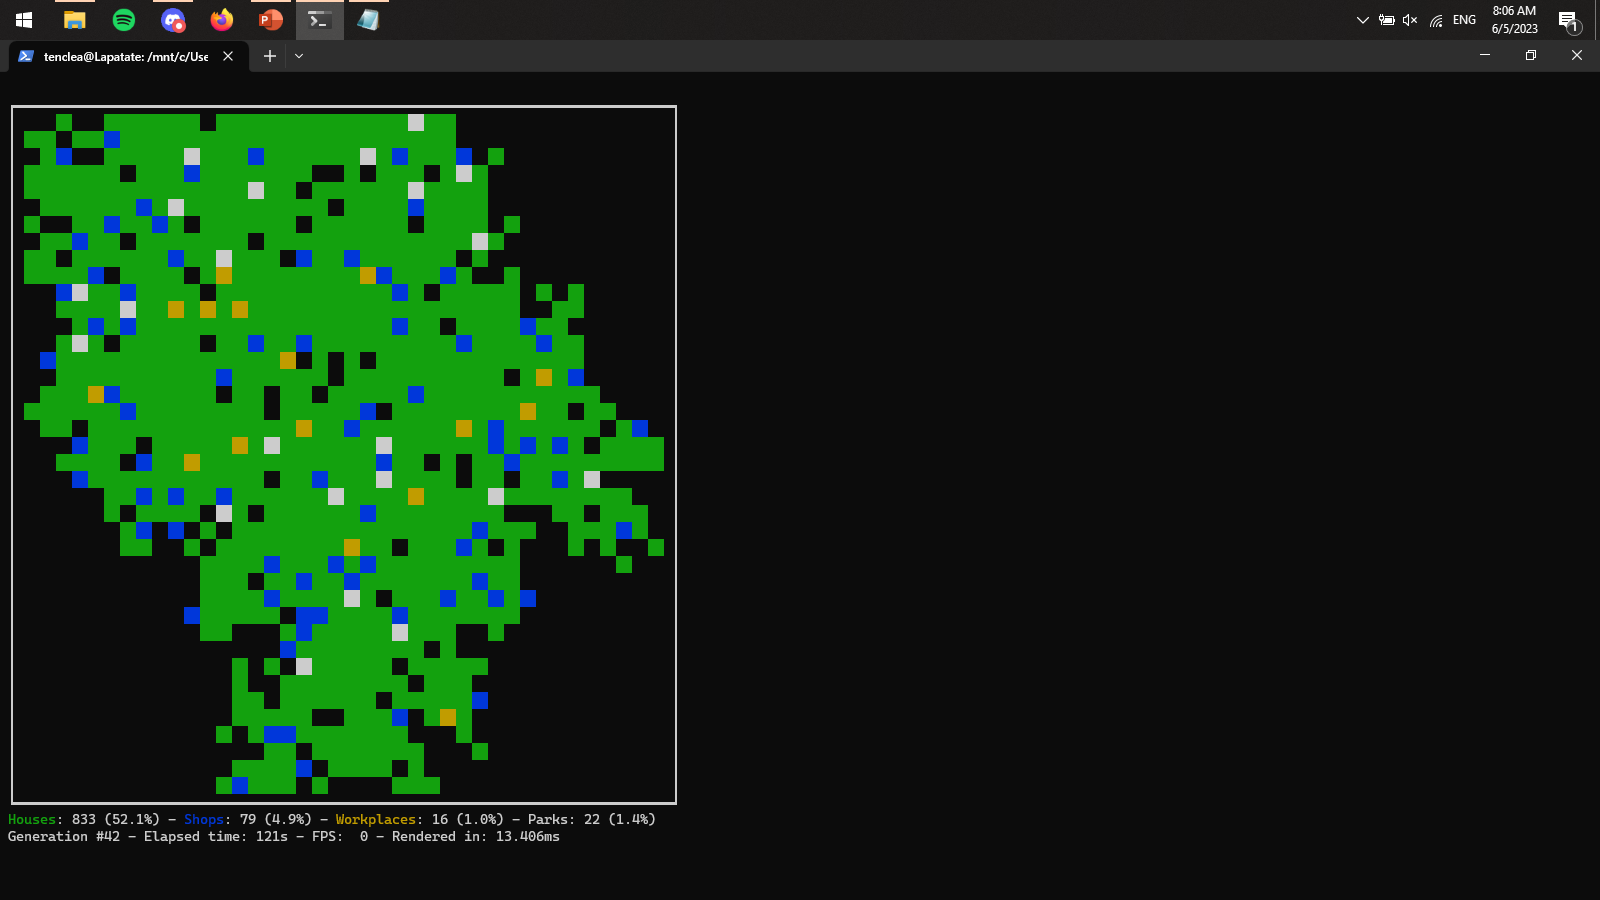 8:06 AM
ENG
6/5/2023
1
tenclea@Lapatate: /mnt/c/Use
Houses: 833 (52.1%) - Shops: 79 (4.9%) - Workplaces: 16 (1.0%) - Parks: 22 (1.4%)
Generation #42 - Elapsed time: 121s - FPS:  0 - Rendered in: 13.406ms